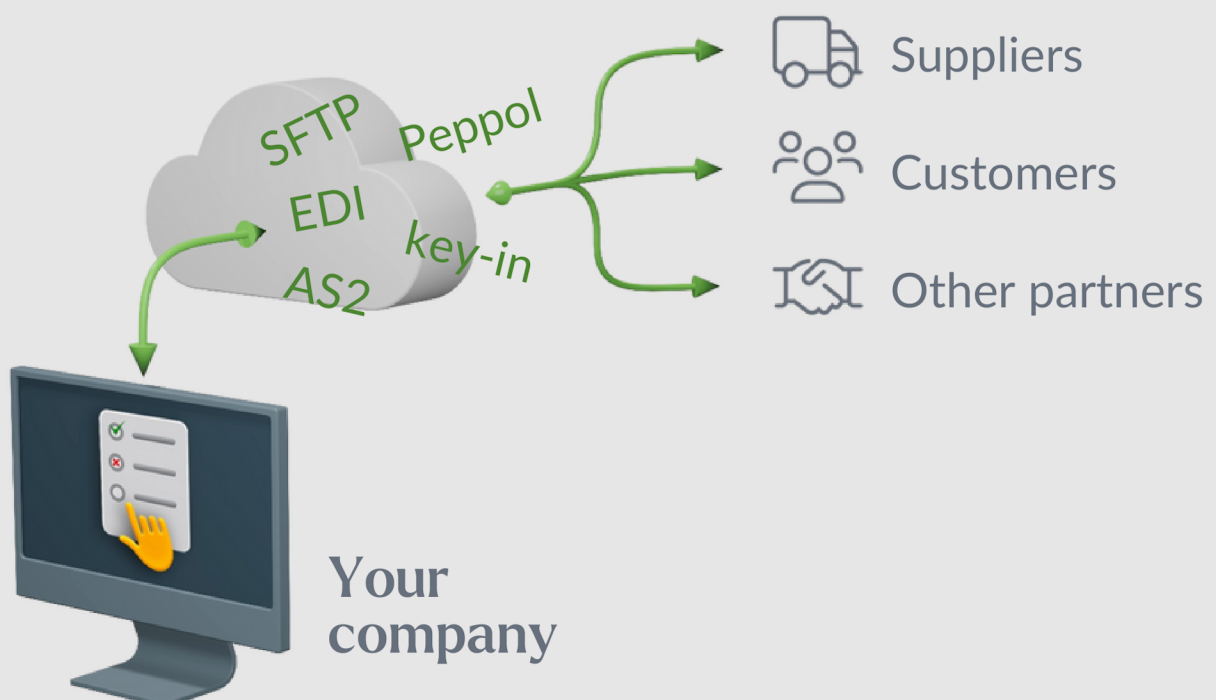 SFTP
Peppol
EDI
key-in
AS2
Suppliers
Customers
Other partners
Your
company